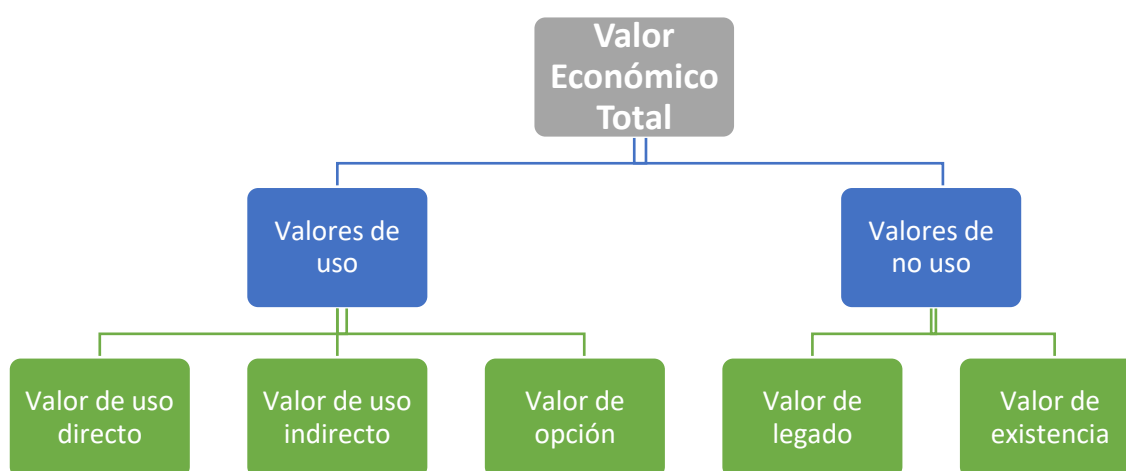 Valor
Económico
Total
Valores de
uso
Valores de
no uso
Valor de uso
directo
Valor de uso
indirecto
Valor de
opción
Valor de
legado
Valor de
existencia